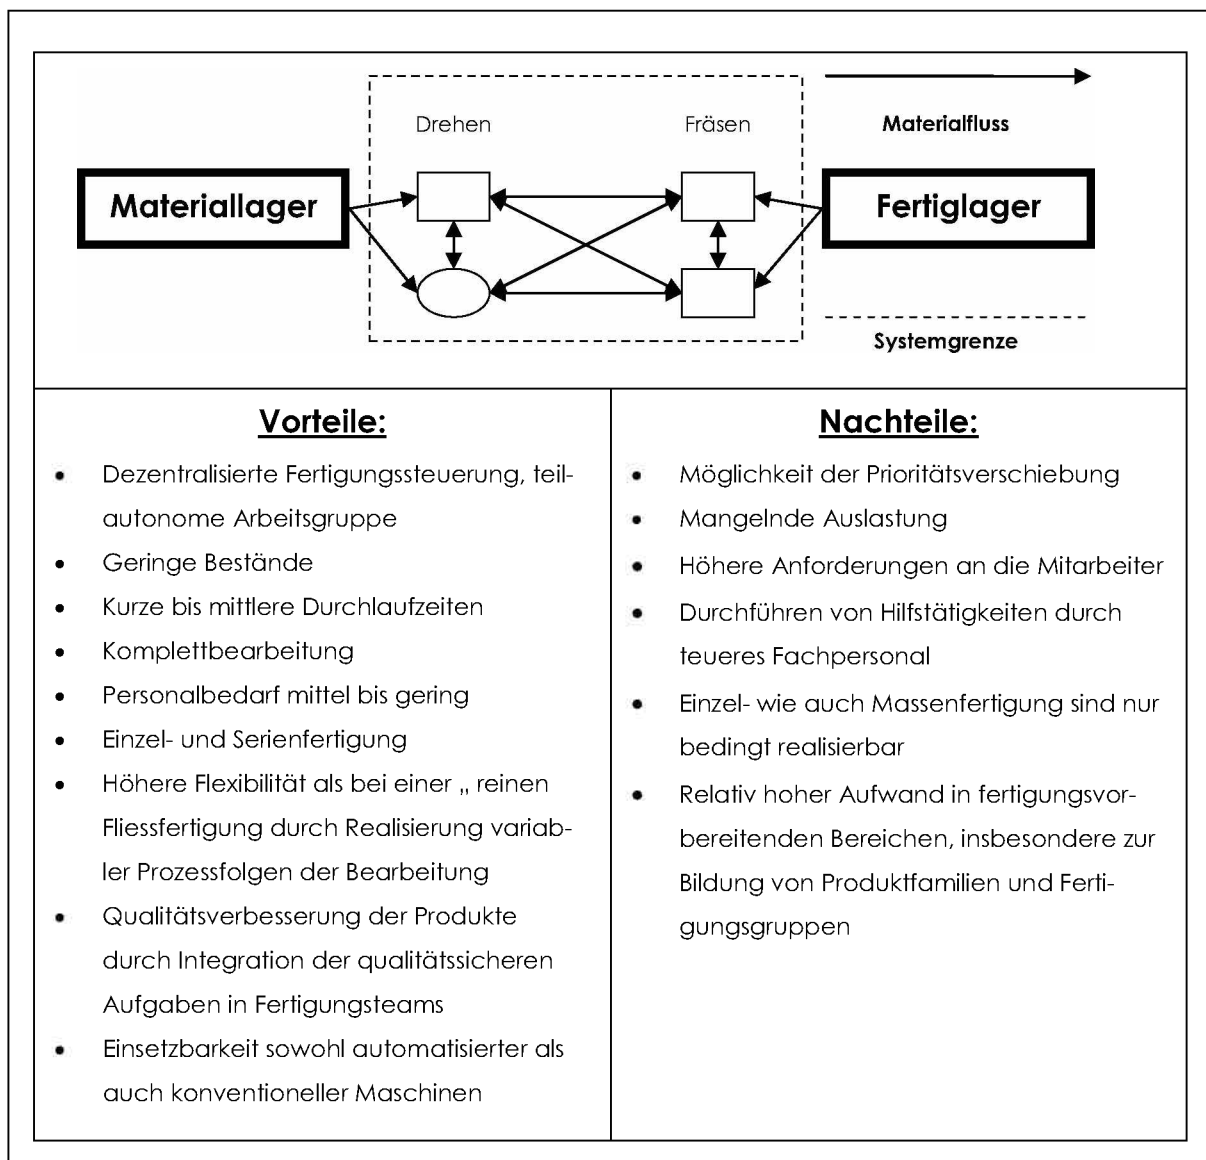 Drehen
Fräsen
Materialfluss
Materiallager
Fertiglager
Systemgrenze
Vorteile:
• Dezentralisierte Fertigungssteuerung, teil-
autonome Arbeitsgruppe
• Geringe Bestände
• Kurze bis mittlere Durchlaufzeiten
• Komplettbearbeitung
• Personalbedarf mittel bis gering
• Einzel- und Serienfertigung
• Höhere Flexibilität als bei einer „ reinen
Fliessfertigung durch Realisierung variab-
ler Prozessfolgen der Bearbeitung
• Qualitätsverbesserung der Produkte
durch Integration der qualitätssicheren
Aufgaben in Fertigungsteams
• Einsetzbarkeit sowohl automatisierter als
auch konventioneller Maschinen
Nachteile:
• Möglichkeit der Prioritätsverschiebung
• Mangelnde Auslastung
• Höhere Anforderungen an die Mitarbeiter
• Durchführen von Hilfstätigkeiten durch
teueres Fachpersonal
• Einzel- wie auch Massenfertigung sind nur
bedingt realisierbar
• Relativ hoher Aufwand in fertigungsvor-
bereitenden Bereichen, insbesondere zur
Bildung von Produktfamilien und Ferti-
gungsgruppen